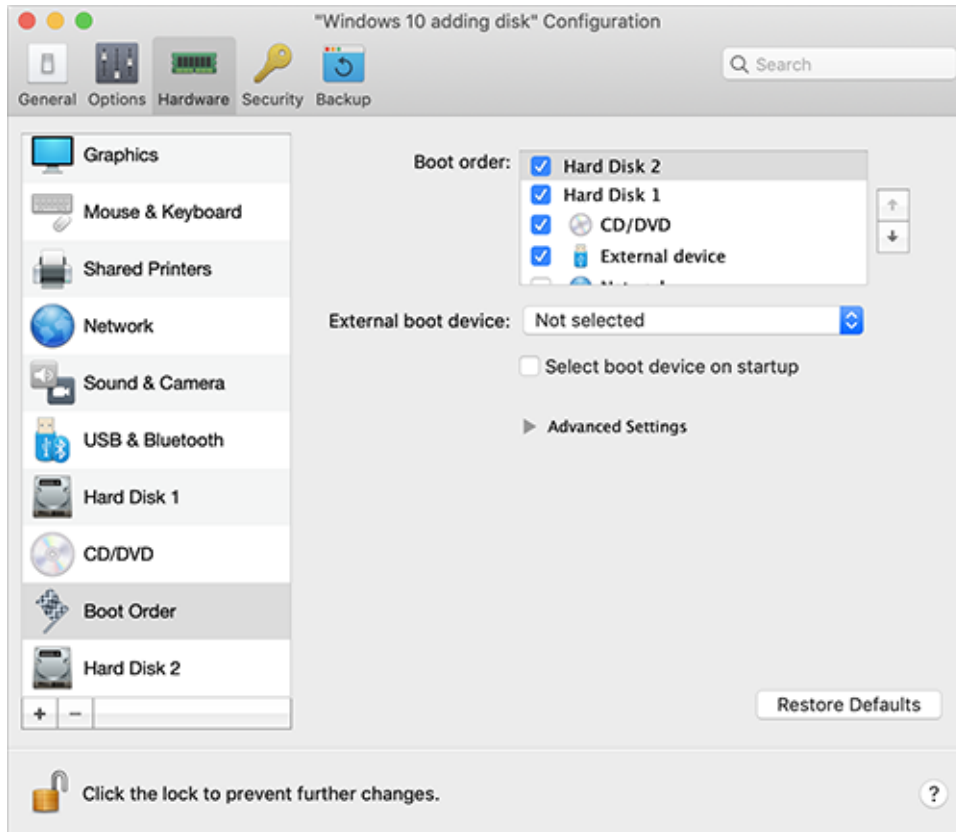 "Windows 10 adding disk" Configuration
General Options Hardware Security Backup
Search
Graphics
Mouse & Keyboard
Shared Printers
Network
Sound & Camera
USB & Bluetooth
Hard Disk 1
CD/DVD
Boot Order
Hard Disk 2
+ −
Boot order:
Hard Disk 2
Hard Disk 1
CD/DVD
External device
External boot device: Not selected
Select boot device on startup
Advanced Settings
Restore Defaults
Click the lock to prevent further changes.
?